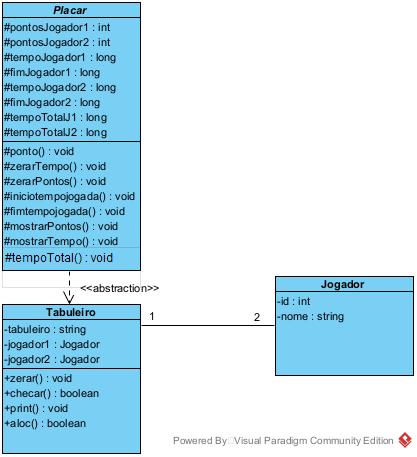 Placar
#pontosJogador1 : int
#pontosJogador2 : int
#tempoJogador1 : long
#fimJogador1 : long
#tempoJogador2 : long
#fimJogador2 : long
#tempoTotalJ1 : long
#tempoTotalJ2 : long
#ponto() : void
#zerarTempo() : void
#zerarPontos() : void
#iniciotempojogada() : void
#fimtempojogada() : void
#mostrarPontos() : void
#mostrarTempo() : void
#tempoTotal() : void
<<abstraction>>
Tabuleiro
-tabuleiro : string
-jogador1 : Jogador
-jogador2 : Jogador
+zerar() : void
+checar() : boolean
+print() : void
+aloc() : boolean
1
2
Jogador
-id : int
-nome : string
Powered By Visual Paradigm Community Edition